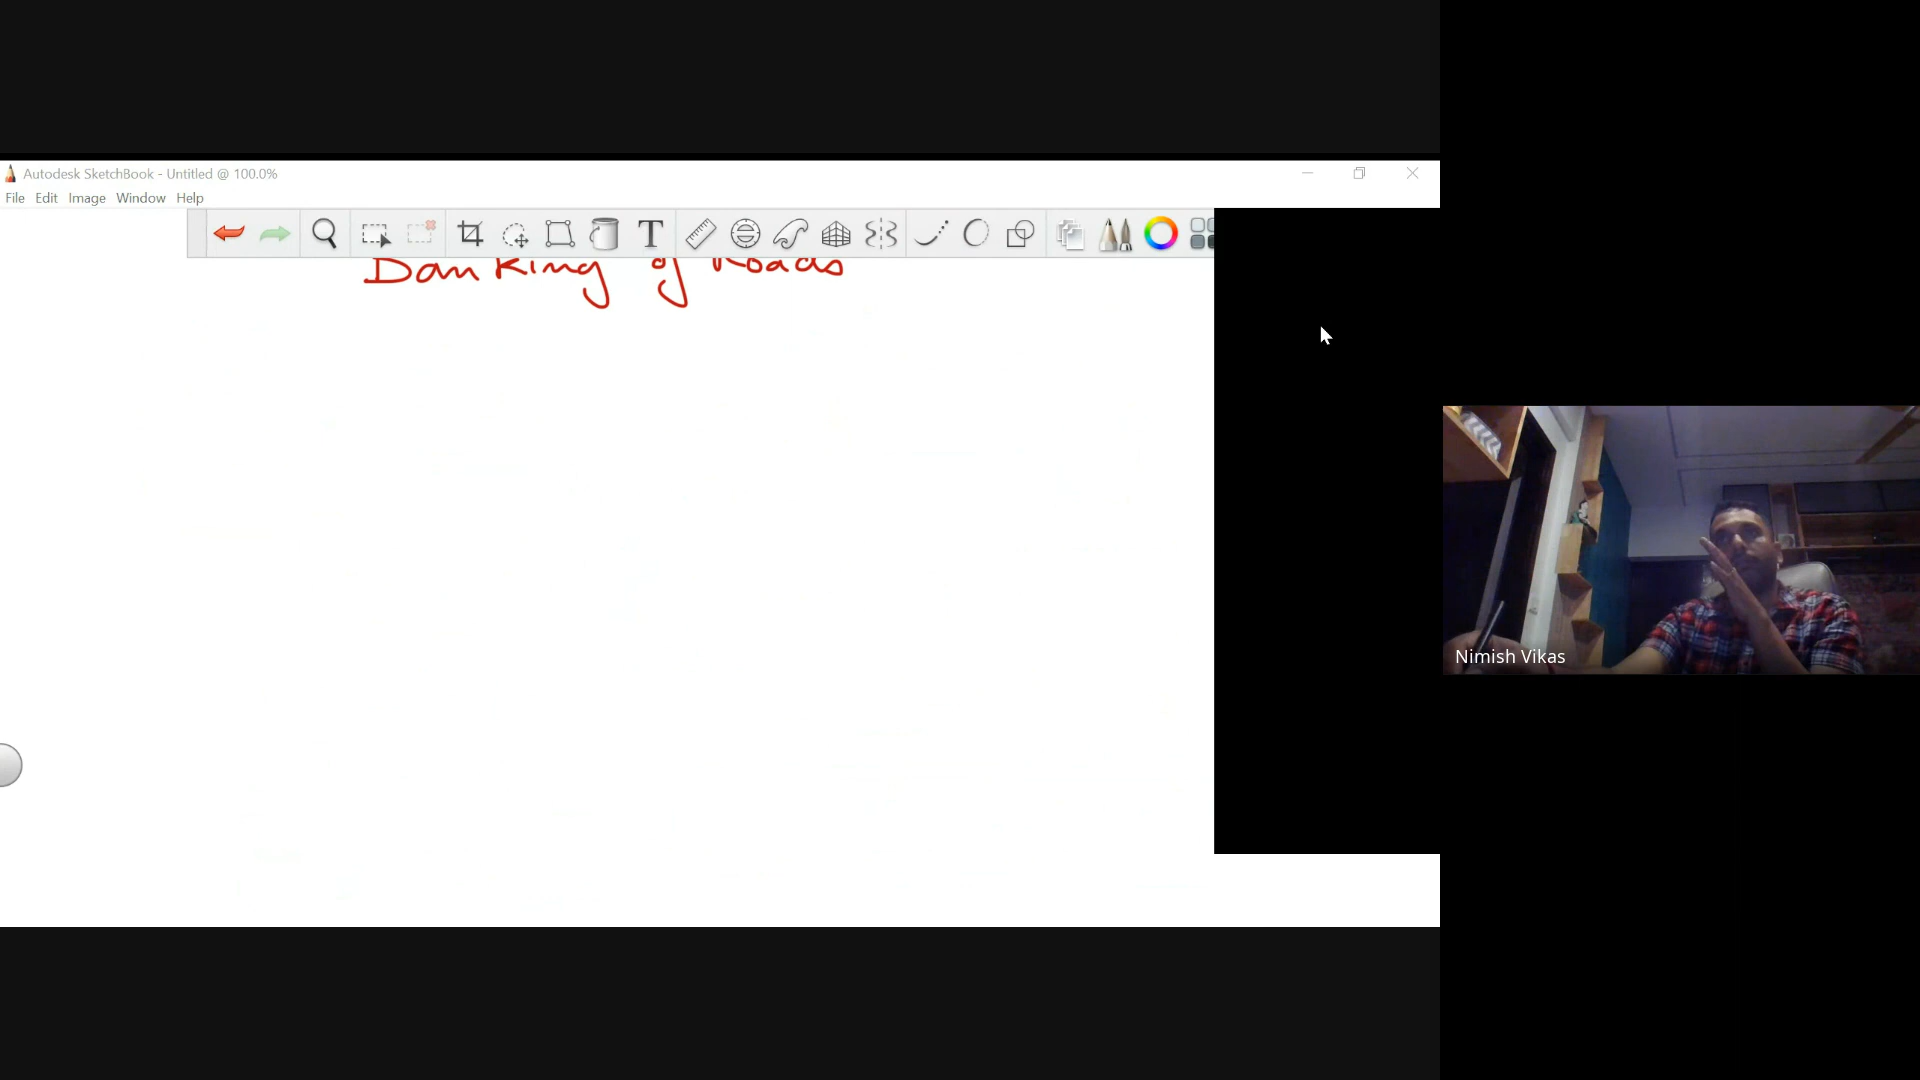 Autodesk SketchBook - Untitled @ 100.0%
File Edit Image Window Help
T
Banking of Roads
Nimish Vikas